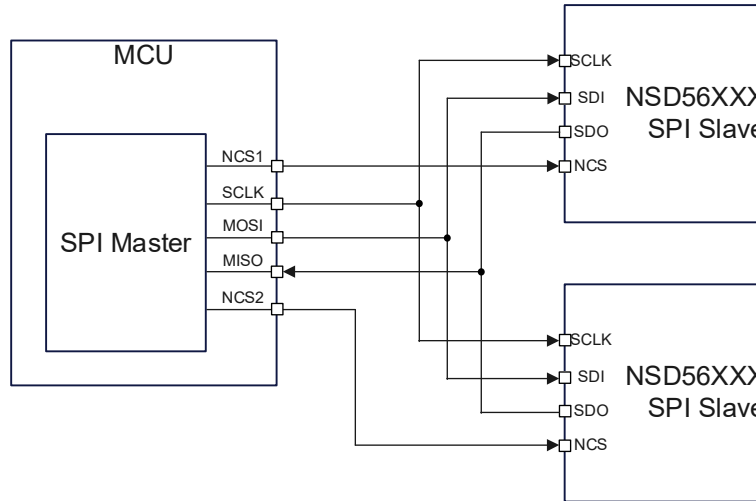 MCU
SPI Master
NCS1
SCLK
MOSI
MISO
NCS2
SCLK
SDI
SDO
NCS
NSD56XXX
SPI Slave
SCLK
SDI
SDO
NCS
NSD56XXX
SPI Slave